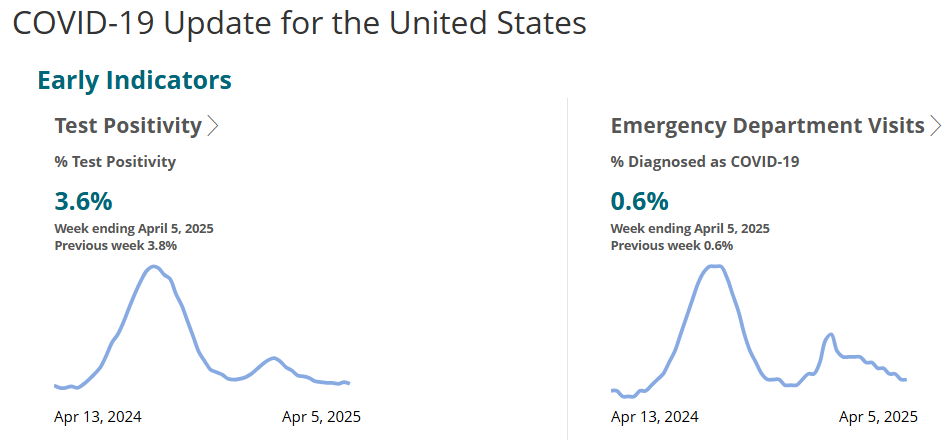 COVID-19 Update for the United States
Early Indicators
Test Positivity
% Test Positivity
3.6%
Week ending April 5, 2025
Previous week 3.8%
Apr 13, 2024
Apr 5, 2025
Emergency Department Visits
% Diagnosed as COVID-19
0.6%
Week ending April 5, 2025
Previous week 0.6%
Apr 13, 2024
Apr 5, 2025